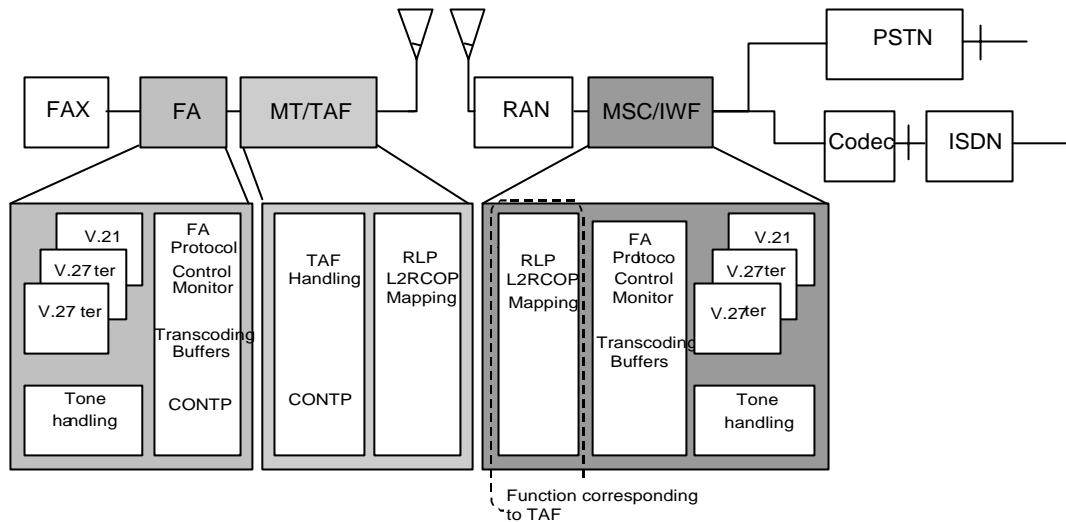 PSTN
FAX
FA
MT/TAF
RAN
MSC/IWF
Codec
ISDN
V.21
V.27 ter
V.27 ter
Tone
handling
FA
Protocol
Control
Monitor
Transcoding
Buffers
CONTP
TAF
Handling
CONTP
RLP
L2RCOP
Mapping
RLP
L2RCOP
Mapping
FA
Prdtoco
Control
Monitor
Transcoding
Buffers
V.21
V.27ter
V.27ter
Tone
handling
Function corresponding
to TAF